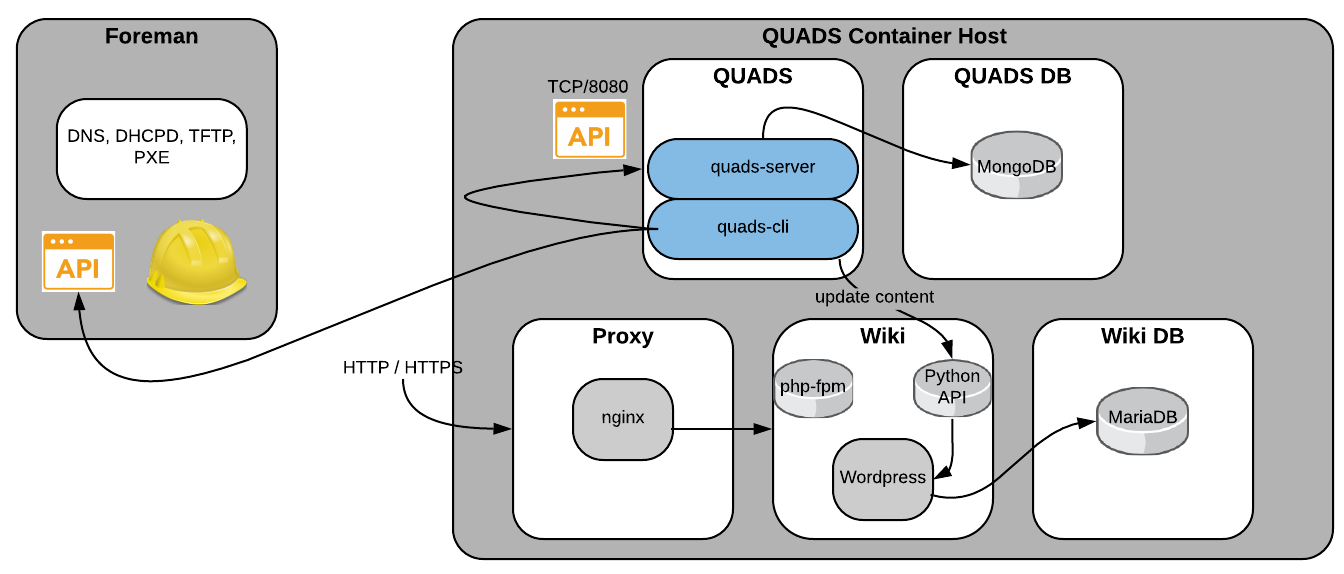 Foreman
DNS, DHCPD, TFTP,
PXE
API
QUADS Container Host
TCP/8080
API
QUADS
quads-server
quads-cli
QUADS DB
MongoDB
update content
HTTP / HTTPS
Proxy
nginx
Wiki
php-fpm
Python
API
Wordpress
Wiki DB
MariaDB